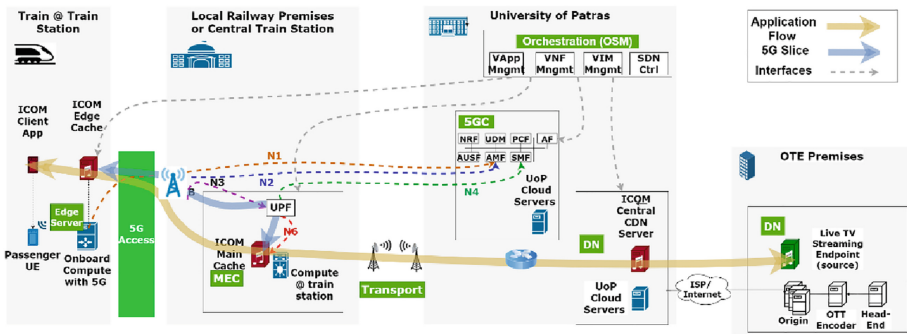 Train @ Train
Station
Local Railway Premises
or Central Train Station
University of Patras
Orchestration (OSM)
VApp
Mngmt
VNF
Mngmt
VIM
Mngmt
SDN
Ctrl
Application
Flow
5G Slice
Interfaces
ICOM
Client
App
ICOM
Edge
Cache
5GC
NRF
UDM
PCF
AF
AUSF
AMF
SMF
N1
N2
N3
N4
N6
UPF
UoP
Cloud
Servers
OTE Premises
Edge
Server
5G
Access
Passenger
UE
Onboard
Compute
with 5G
ICOM
Main
Cache
MEC
Compute
@ train
station
Transport
DN
ICOM
Central
CDN
Server
UoP
Cloud
Servers
ISP/
Internet
DN
Live TV
Streaming
Endpoint
(source)
Origin
OTT
Encoder
Head-
End